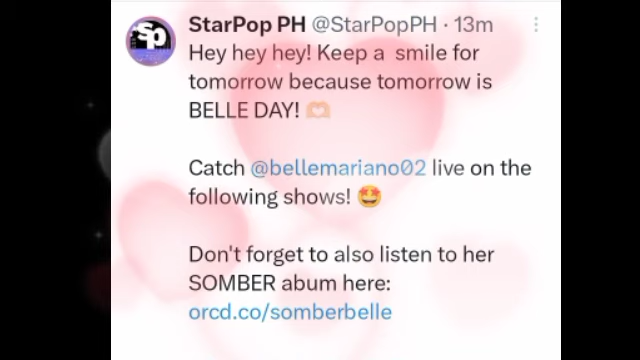 sp
StarPop PH @StarPopPH · 13m
Hey hey hey! Keep a smile for
tomorrow because tomorrow is
BELLE DAY! 🫶🏻
Catch @bellemariano02 live on the
following shows! 🤩
Don't forget to also listen to her
SOMBER abum here:
orcd.co/somberbelle